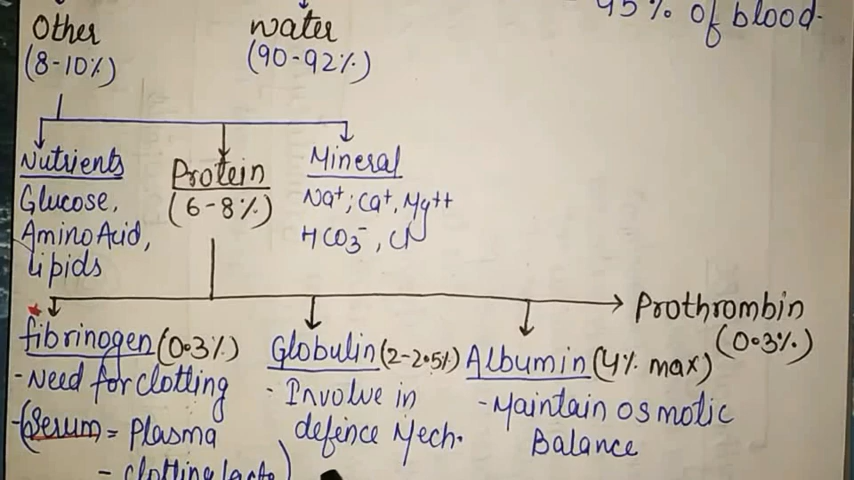 45% of blood.
Other
(8-10%)
water
(90-92%)
Nutrients
Glucose,
Amino Acid,
Lipids
Protein
(6-8%)
Mineral
Na⁺; Ca⁺, Mg⁺⁺
HCO₃⁻, Cl
Prothrombin
(0.3%)
fibrinogen (0.3%)
- Need for clotting
- (Serum = Plasma
- clotting facto)
Globulin (2-2.5%)
- Involve in
defence Mech.
Albumin (4% max)
- Maintain osmotic
Balance